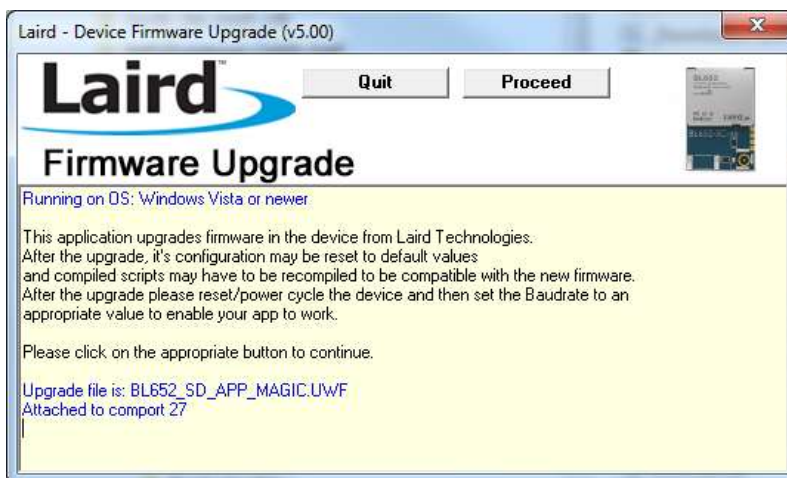 Laird - Device Firmware Upgrade (v5.00)
Laird™
Quit
Proceed
Firmware Upgrade
BL652
Running on OS: Windows Vista or newer
This application upgrades firmware in the device from Laird Technologies.
After the upgrade, it's configuration may be reset to default values
and compiled scripts may have to be recompiled to be compatible with the new firmware.
After the upgrade please reset/power cycle the device and then set the Baudrate to an
appropriate value to enable your app to work.
Please click on the appropriate button to continue.
Upgrade file is: BL652_SD_APP_MAGIC.UWF
Attached to comport 27